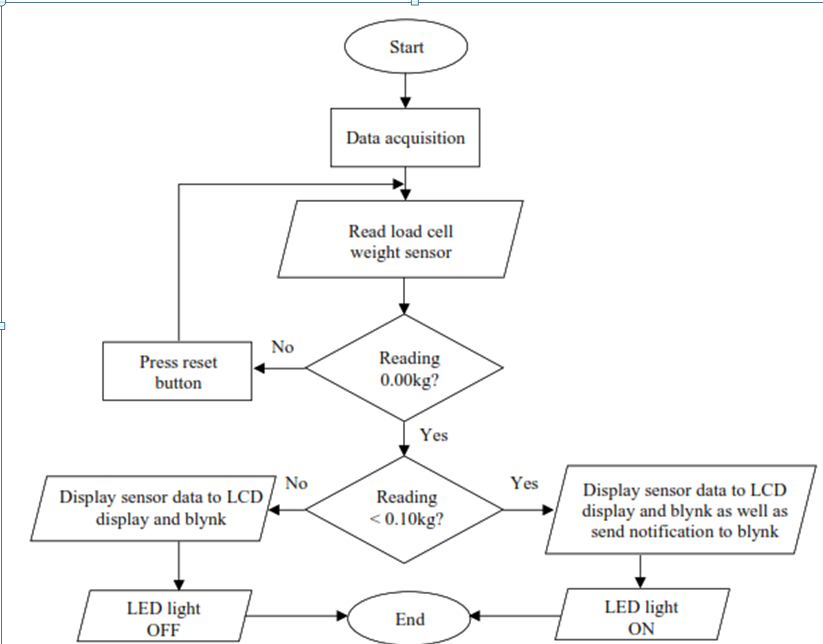 Start
Data acquisition
Read load cell
weight sensor
Reading
0.00kg?
No
Press reset
button
Yes
Reading
< 0.10kg?
No
Display sensor data to LCD
display and blynk
LED light
OFF
Yes
Display sensor data to LCD
display and blynk as well as
send notification to blynk
LED light
ON
End